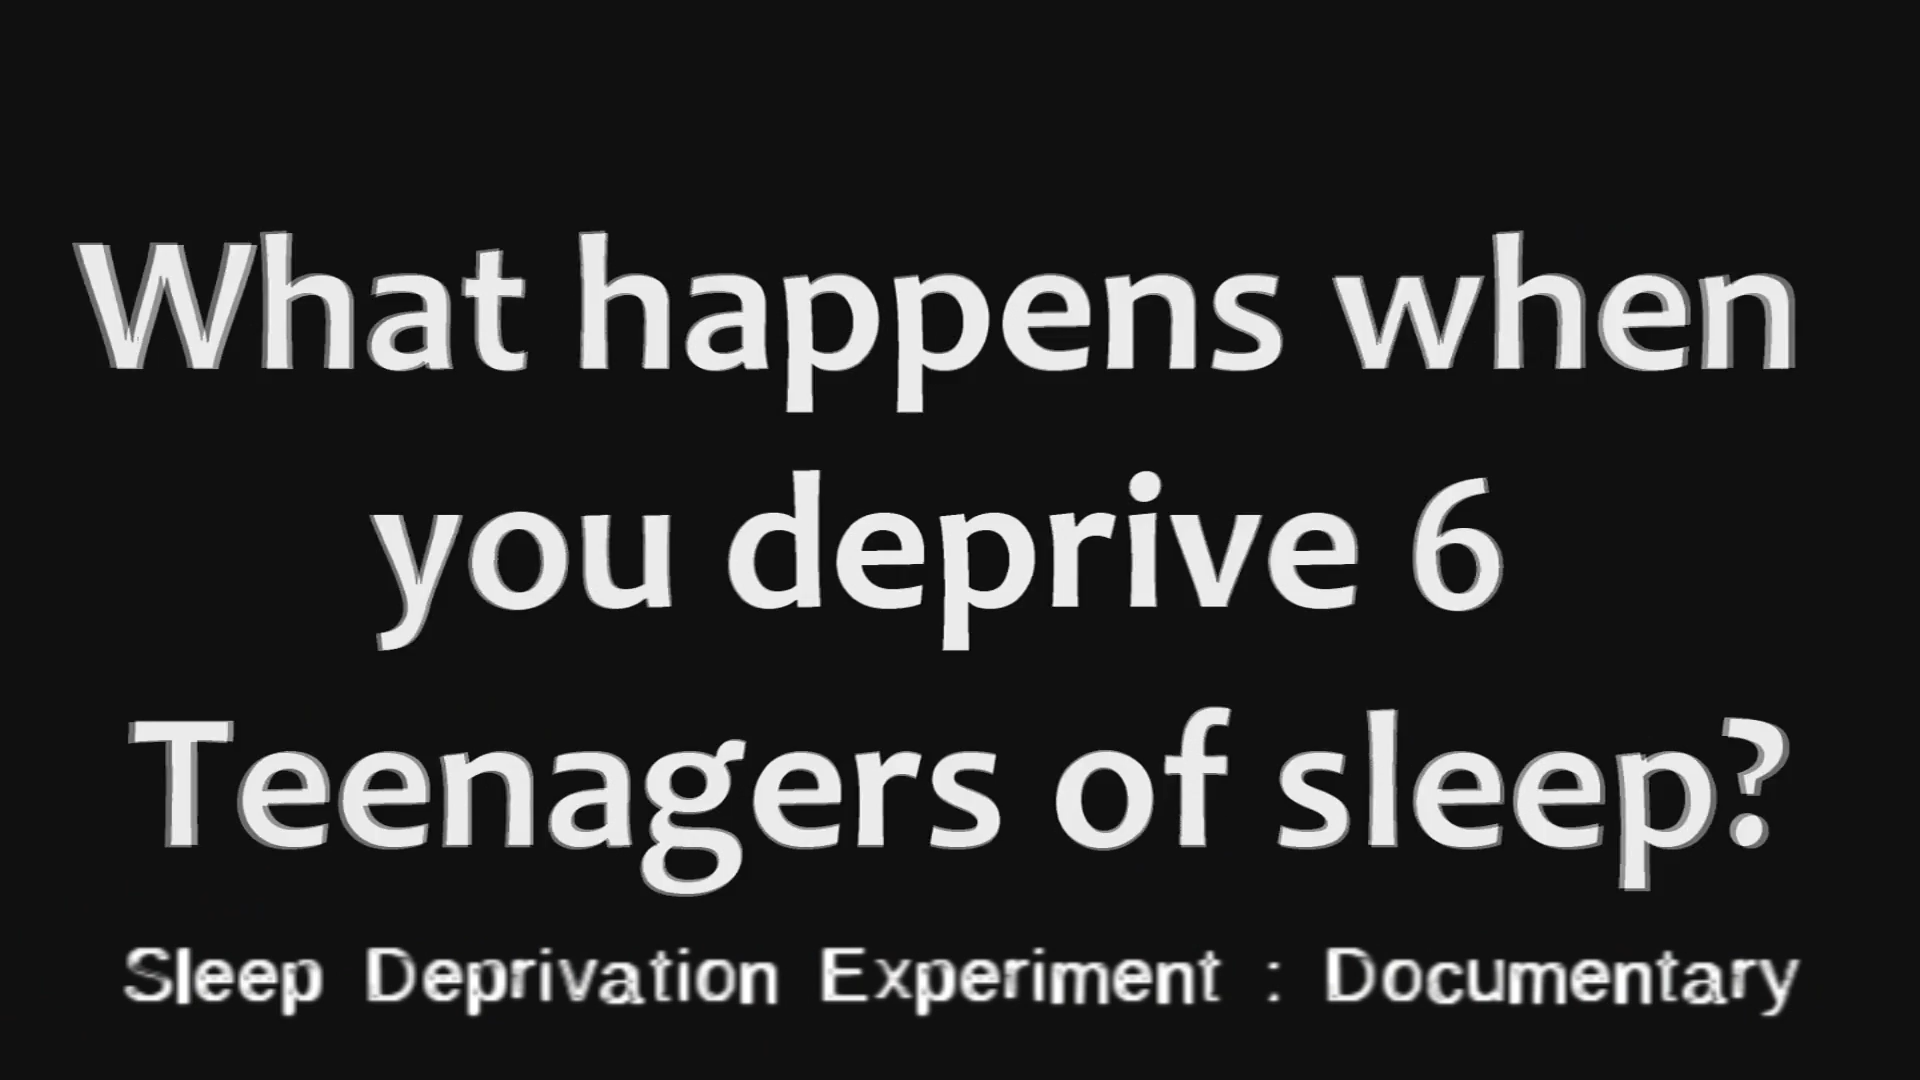 What happens when
you deprive 6
Teenagers of sleep?
Sleep Deprivation Experiment : Documentary